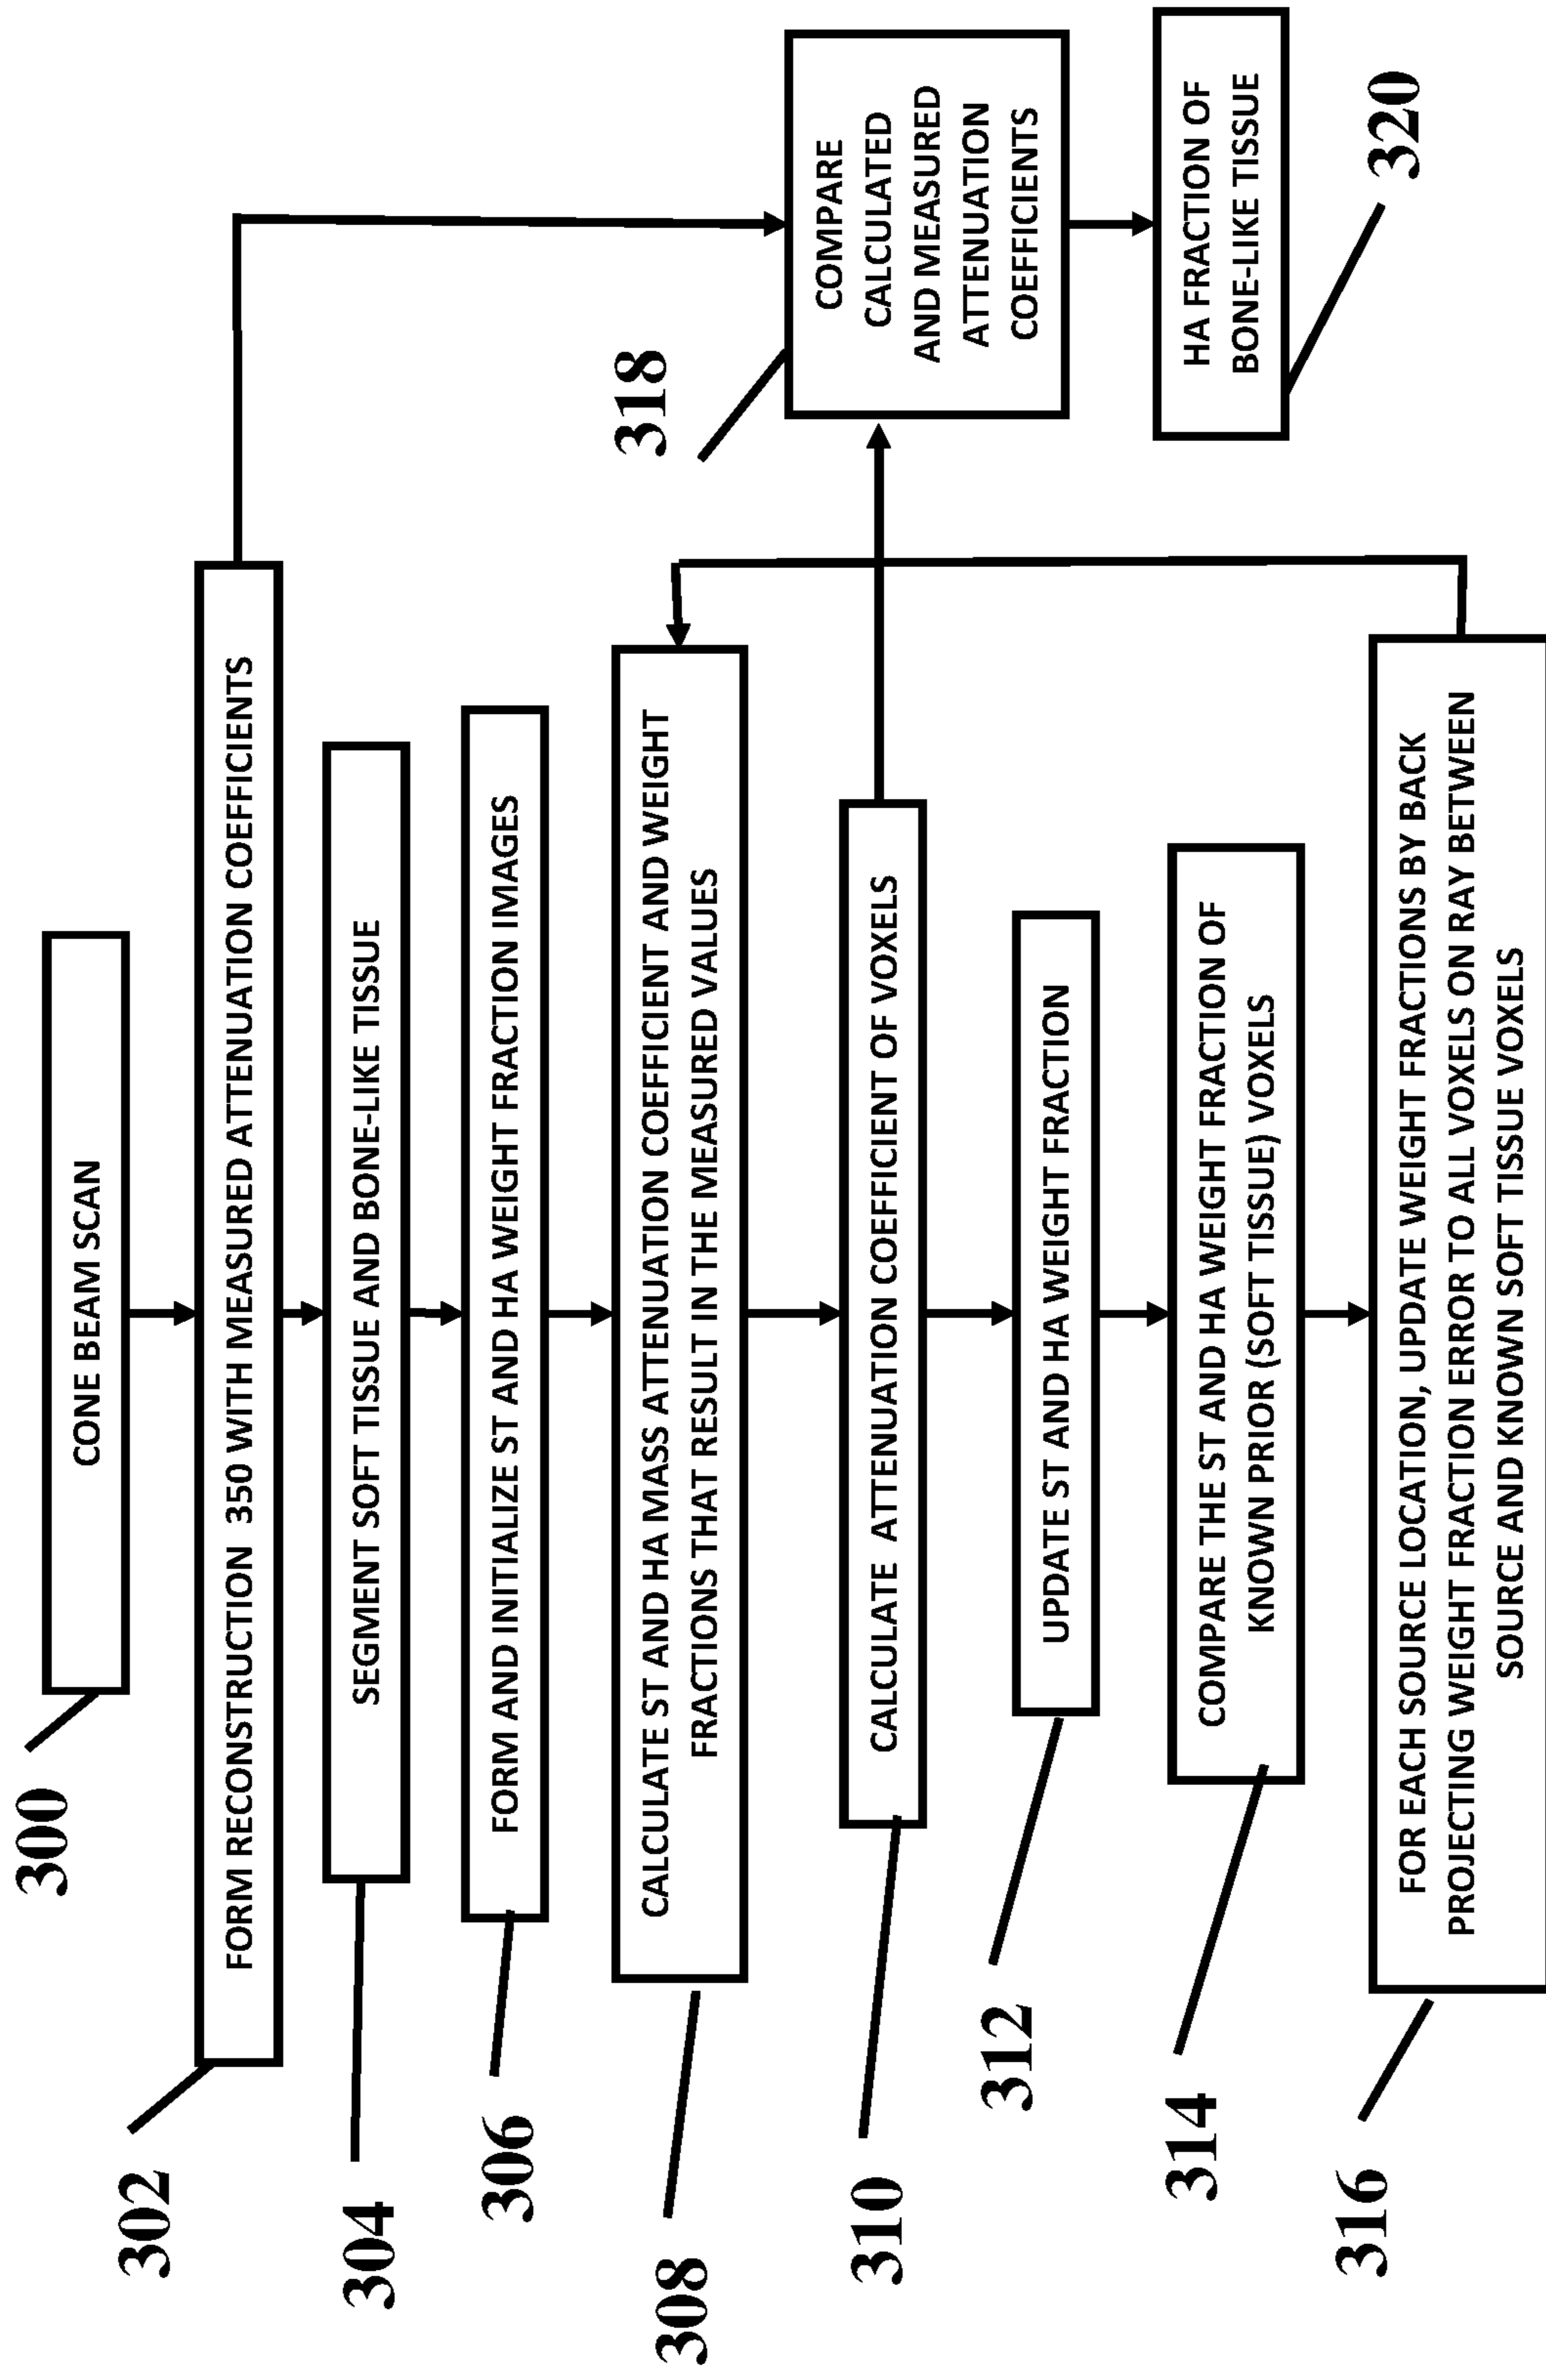 300
CONE BEAM SCAN
302
FORM RECONSTRUCTION 350 WITH MEASURED ATTENUATION COEFFICIENTS
304
SEGMENT SOFT TISSUE AND BONE-LIKE TISSUE
306
FORM AND INITIALIZE ST AND HA WEIGHT FRACTION IMAGES
308
CALCULATE ST AND HA MASS ATTENUATION COEFFICIENT AND WEIGHT
FRACTIONS THAT RESULT IN THE MEASURED VALUES
310
CALCULATE ATTENUATION COEFFICIENT OF VOXELS
312
UPDATE ST AND HA WEIGHT FRACTION
314
COMPARE THE ST AND HA WEIGHT FRACTION OF
KNOWN PRIOR (SOFT TISSUE) VOXELS
316
FOR EACH SOURCE LOCATION, UPDATE WEIGHT FRACTIONS BY BACK
PROJECTING WEIGHT FRACTION ERROR TO ALL VOXELS ON RAY BETWEEN
SOURCE AND KNOWN SOFT TISSUE VOXELS
318
COMPARE
CALCULATED
AND MEASURED
ATTENUATION
COEFFICIENTS
HA FRACTION OF
BONE-LIKE TISSUE
320